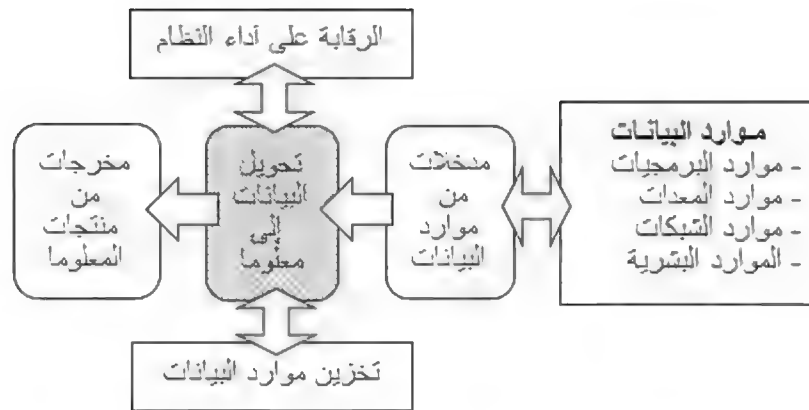 الرقابة على أداء النظام
موارد البيانات
- موارد البرمجيات
- موارد المعدات
- موارد الشبكات
- الموارد البشرية
مدخلات
من
موارد
البيانات
تحويل
البيانات
إلى
معلوما
مخرجات
من
منتجات
المعلوما
تخزين موارد البيانات